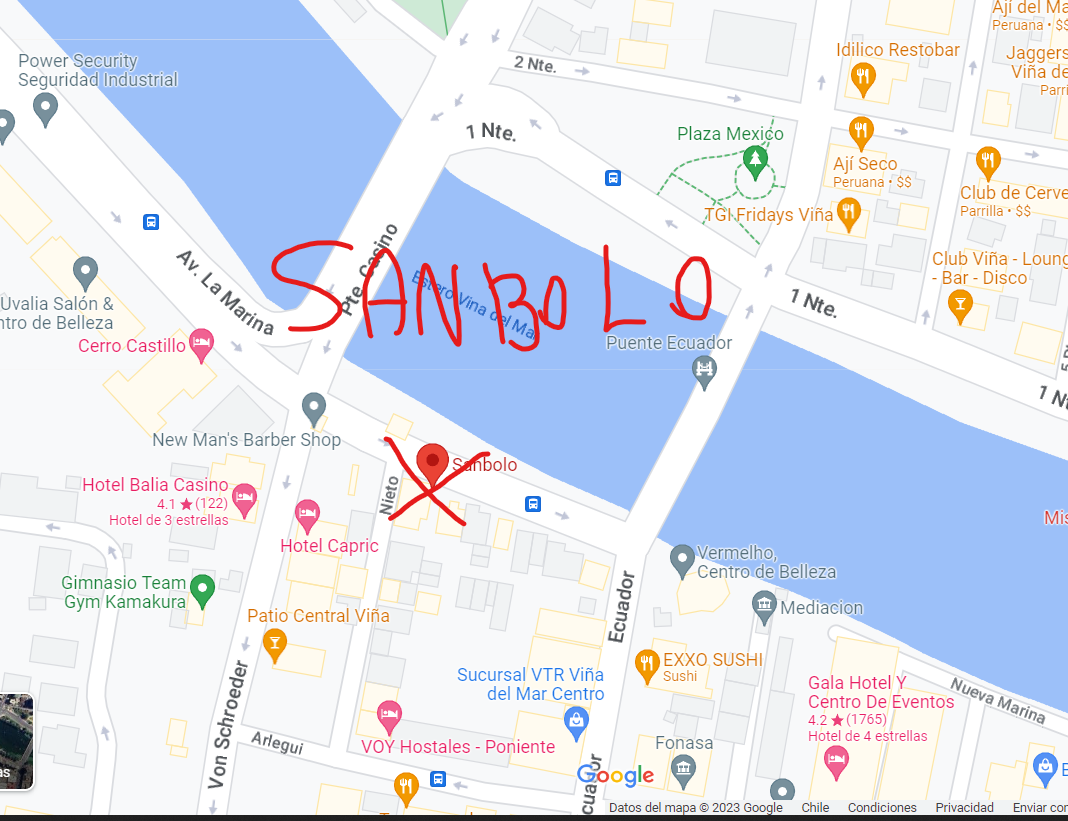 Ají del Ma
Peruana • $$
Power Security
Seguridad Industrial
2 Nte.
Idilico Restobar
Jaggers
Viña de
Parri
1 Nte.
Plaza Mexico
Ají Seco
Peruana • $$
Club de Cerve
Parrilla • $$
TGI Fridays Viña
Pte. Casino
Av. La Marina
SANBOLO
Estero Vina del Ma
Club Viña - Loung
- Bar - Disco
1 Nte.
Uvalia Salón &
ntro de Belleza
Cerro Castillo
Puente Ecuador
1 Nt
New Man's Barber Shop
Sanbolo
Hotel Balia Casino
4.1 ★ (122)
Hotel de 3 estrellas
Nieto
Hotel Capric
Mis
Vermelho,
Centro de Belleza
Gimnasio Team
Gym Kamakura
Mediacion
Patio Central Viña
Ecuador
EXXO SUSHI
Sushi
Sucursal VTR Viña
del Mar Centro
Gala Hotel Y
Centro De Eventos
4.2 ★ (1765)
Hotel de 4 estrellas
Nueva Marina
Von Schroeder
Arlegui
VOY Hostales - Poniente
Fonasa
as
Google
cuador
Datos del mapa © 2023 Google
Chile
Condiciones
Privacidad
Enviar con